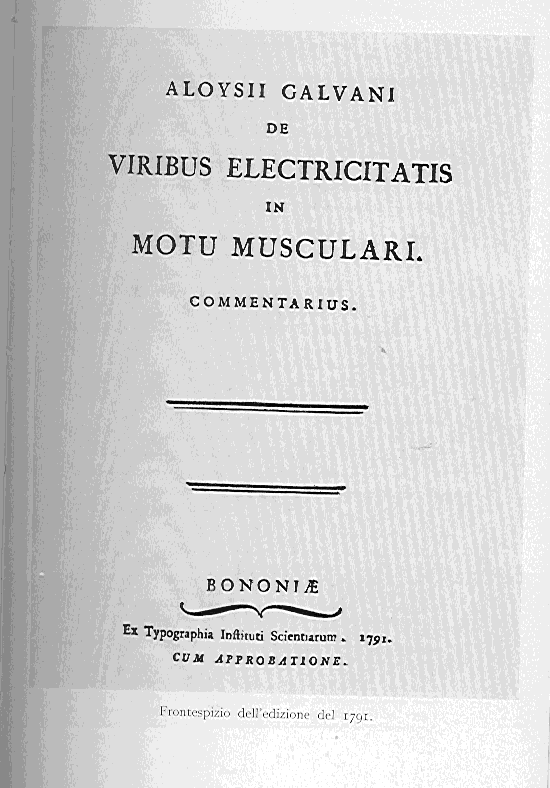 ALOYSII GALVANI
DE
VIRIBUS ELECTRICITATIS
IN
MOTU MUSCULARI.
COMMENTARIUS.
BONONIÆ
Ex Typographia Inſtituti Scientiarum. 1791.
CUM APPROBATIONE.
Frontespizio dell'edizione del 1791.